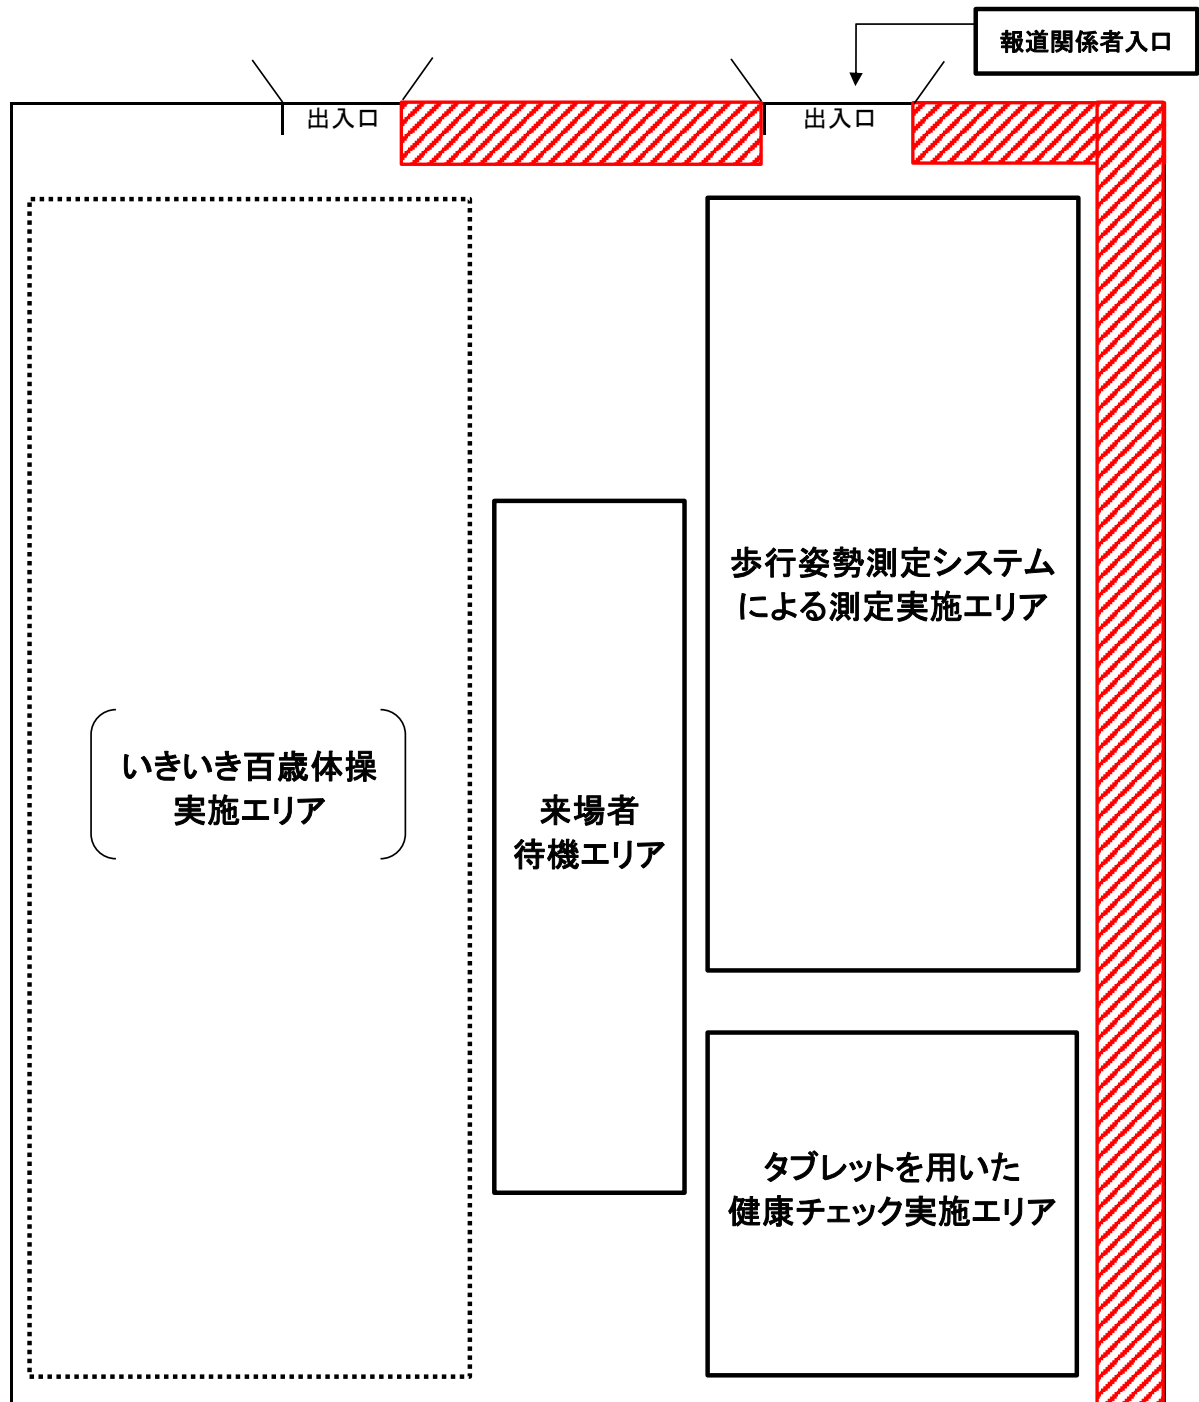 報道関係者入口
出入口
出入口
歩行姿勢測定システム
による測定実施エリア
いきいき百歳体操
実施エリア
来場者
待機エリア
タブレットを用いた
健康チェック実施エリア